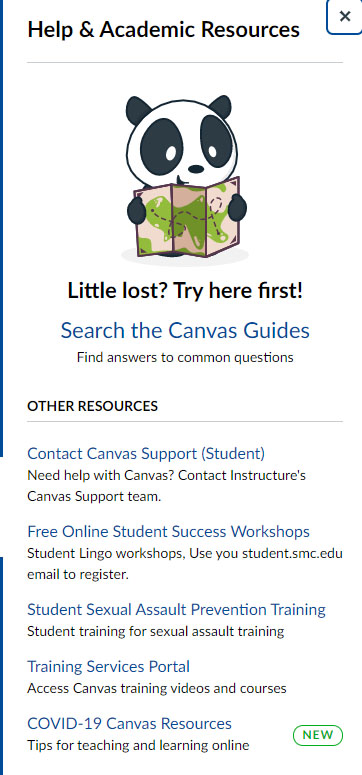 Help & Academic Resources
Little lost? Try here first!
Search the Canvas Guides
Find answers to common questions
OTHER RESOURCES
Contact Canvas Support (Student)
Need help with Canvas? Contact Instructure's
Canvas Support team.
Free Online Student Success Workshops
Student Lingo workshops, Use you student.smc.edu
email to register.
Student Sexual Assault Prevention Training
Student training for sexual assault training
Training Services Portal
Access Canvas training videos and courses
COVID-19 Canvas Resources
NEW
Tips for teaching and learning online